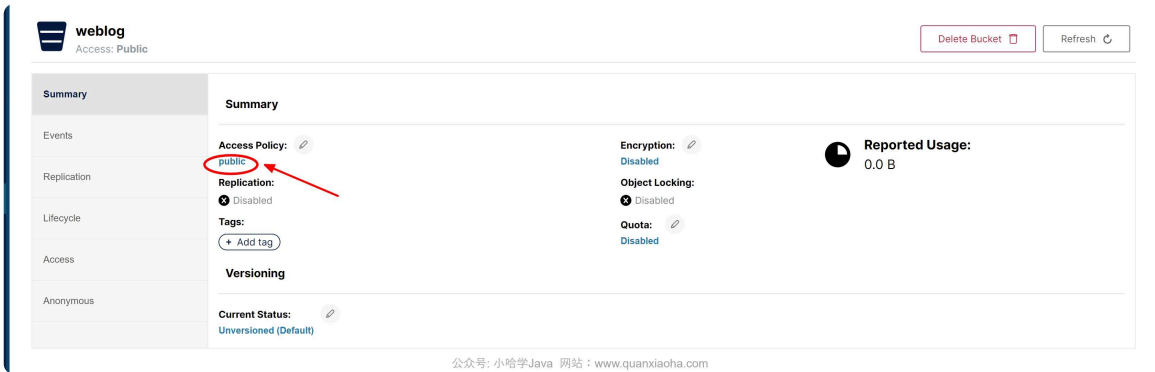 weblog
Access: Public
Delete Bucket
Refresh
Summary
Events
Replication
Lifecycle
Access
Anonymous
Summary
Access Policy:
public
Replication:
Disabled
Tags:
+ Add tag
Encryption:
Disabled
Object Locking:
Disabled
Quota:
Disabled
Reported Usage:
0.0 B
Versioning
Current Status:
Unversioned (Default)
公众号: 小哈学Java 网站：www.quanxiaoha.com